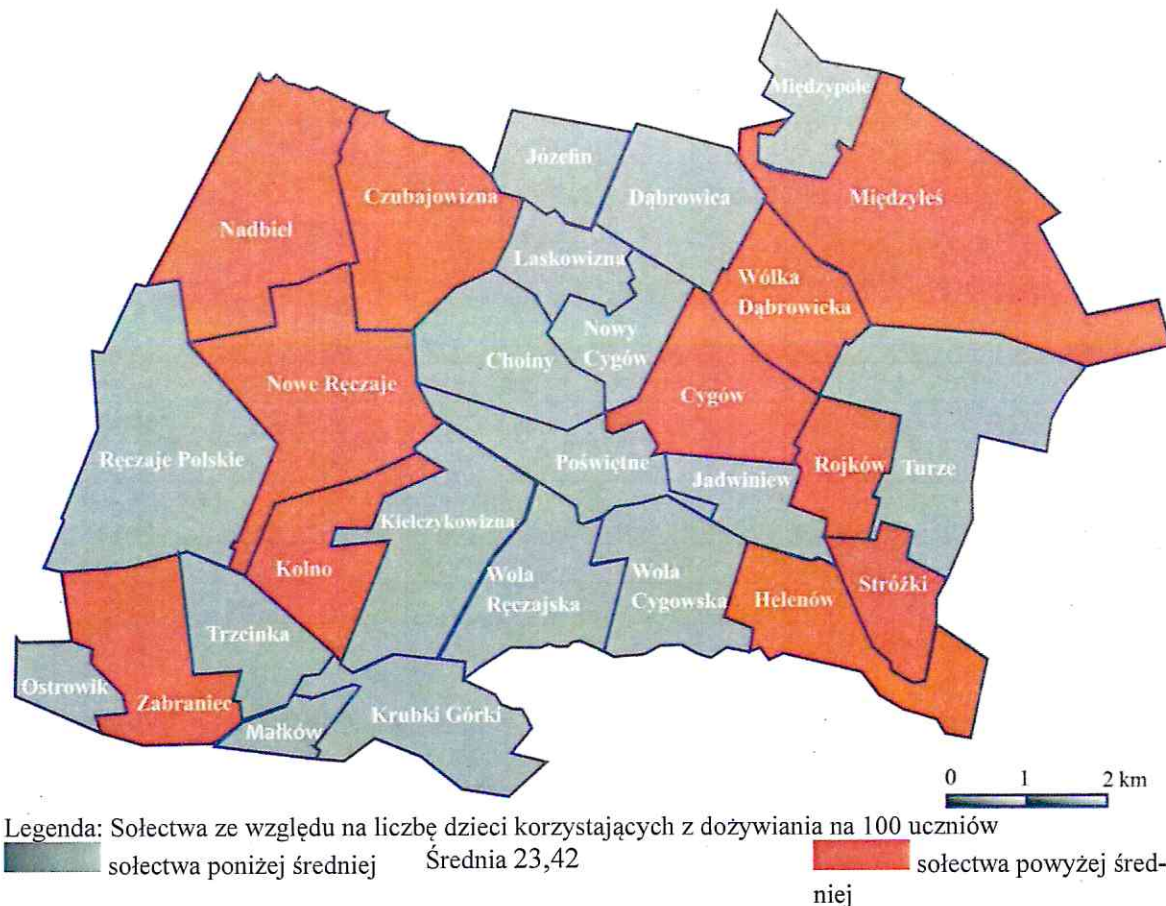 Międzypole
Józefin
Dąbrowica
Międzyleś
Czubajowizna
Nadbiel
Laskowizna
Wólka
Dąbrowicka
Nowy
Cygów
Choiny
Nowe Ręczaje
Cygów
Ręczaje Polskie
Poświętne
Jadwiniew
Rojków
Turze
Kielczykowizna
Kolno
Wola
Ręczajska
Wola
Cygowska
Helenów
Stróżki
Trzcinka
Ostrowik
Zabraniec
Małków
Krubki Górki
0 1 2 km
Legenda: Sołectwa ze względu na liczbę dzieci korzystających z dożywiania na 100 uczniów
sołectwa poniżej średniej Średnia 23,42 sołectwa powyżej śred-
niej